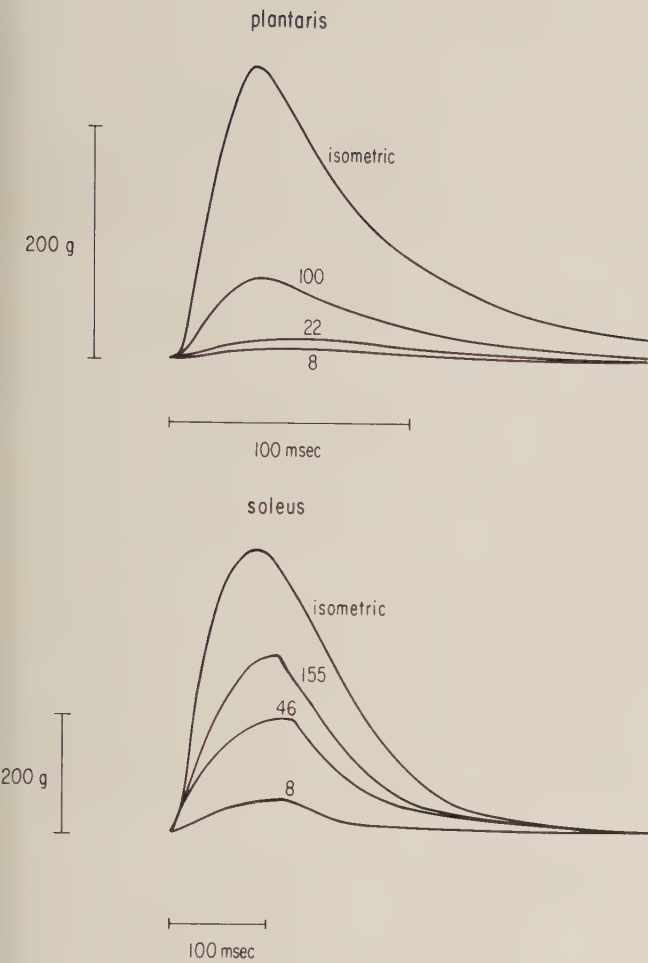 plantaris
isometric
200 g
100
22
8
100 msec
soleus
isometric
155
46
200 g
8
100 msec